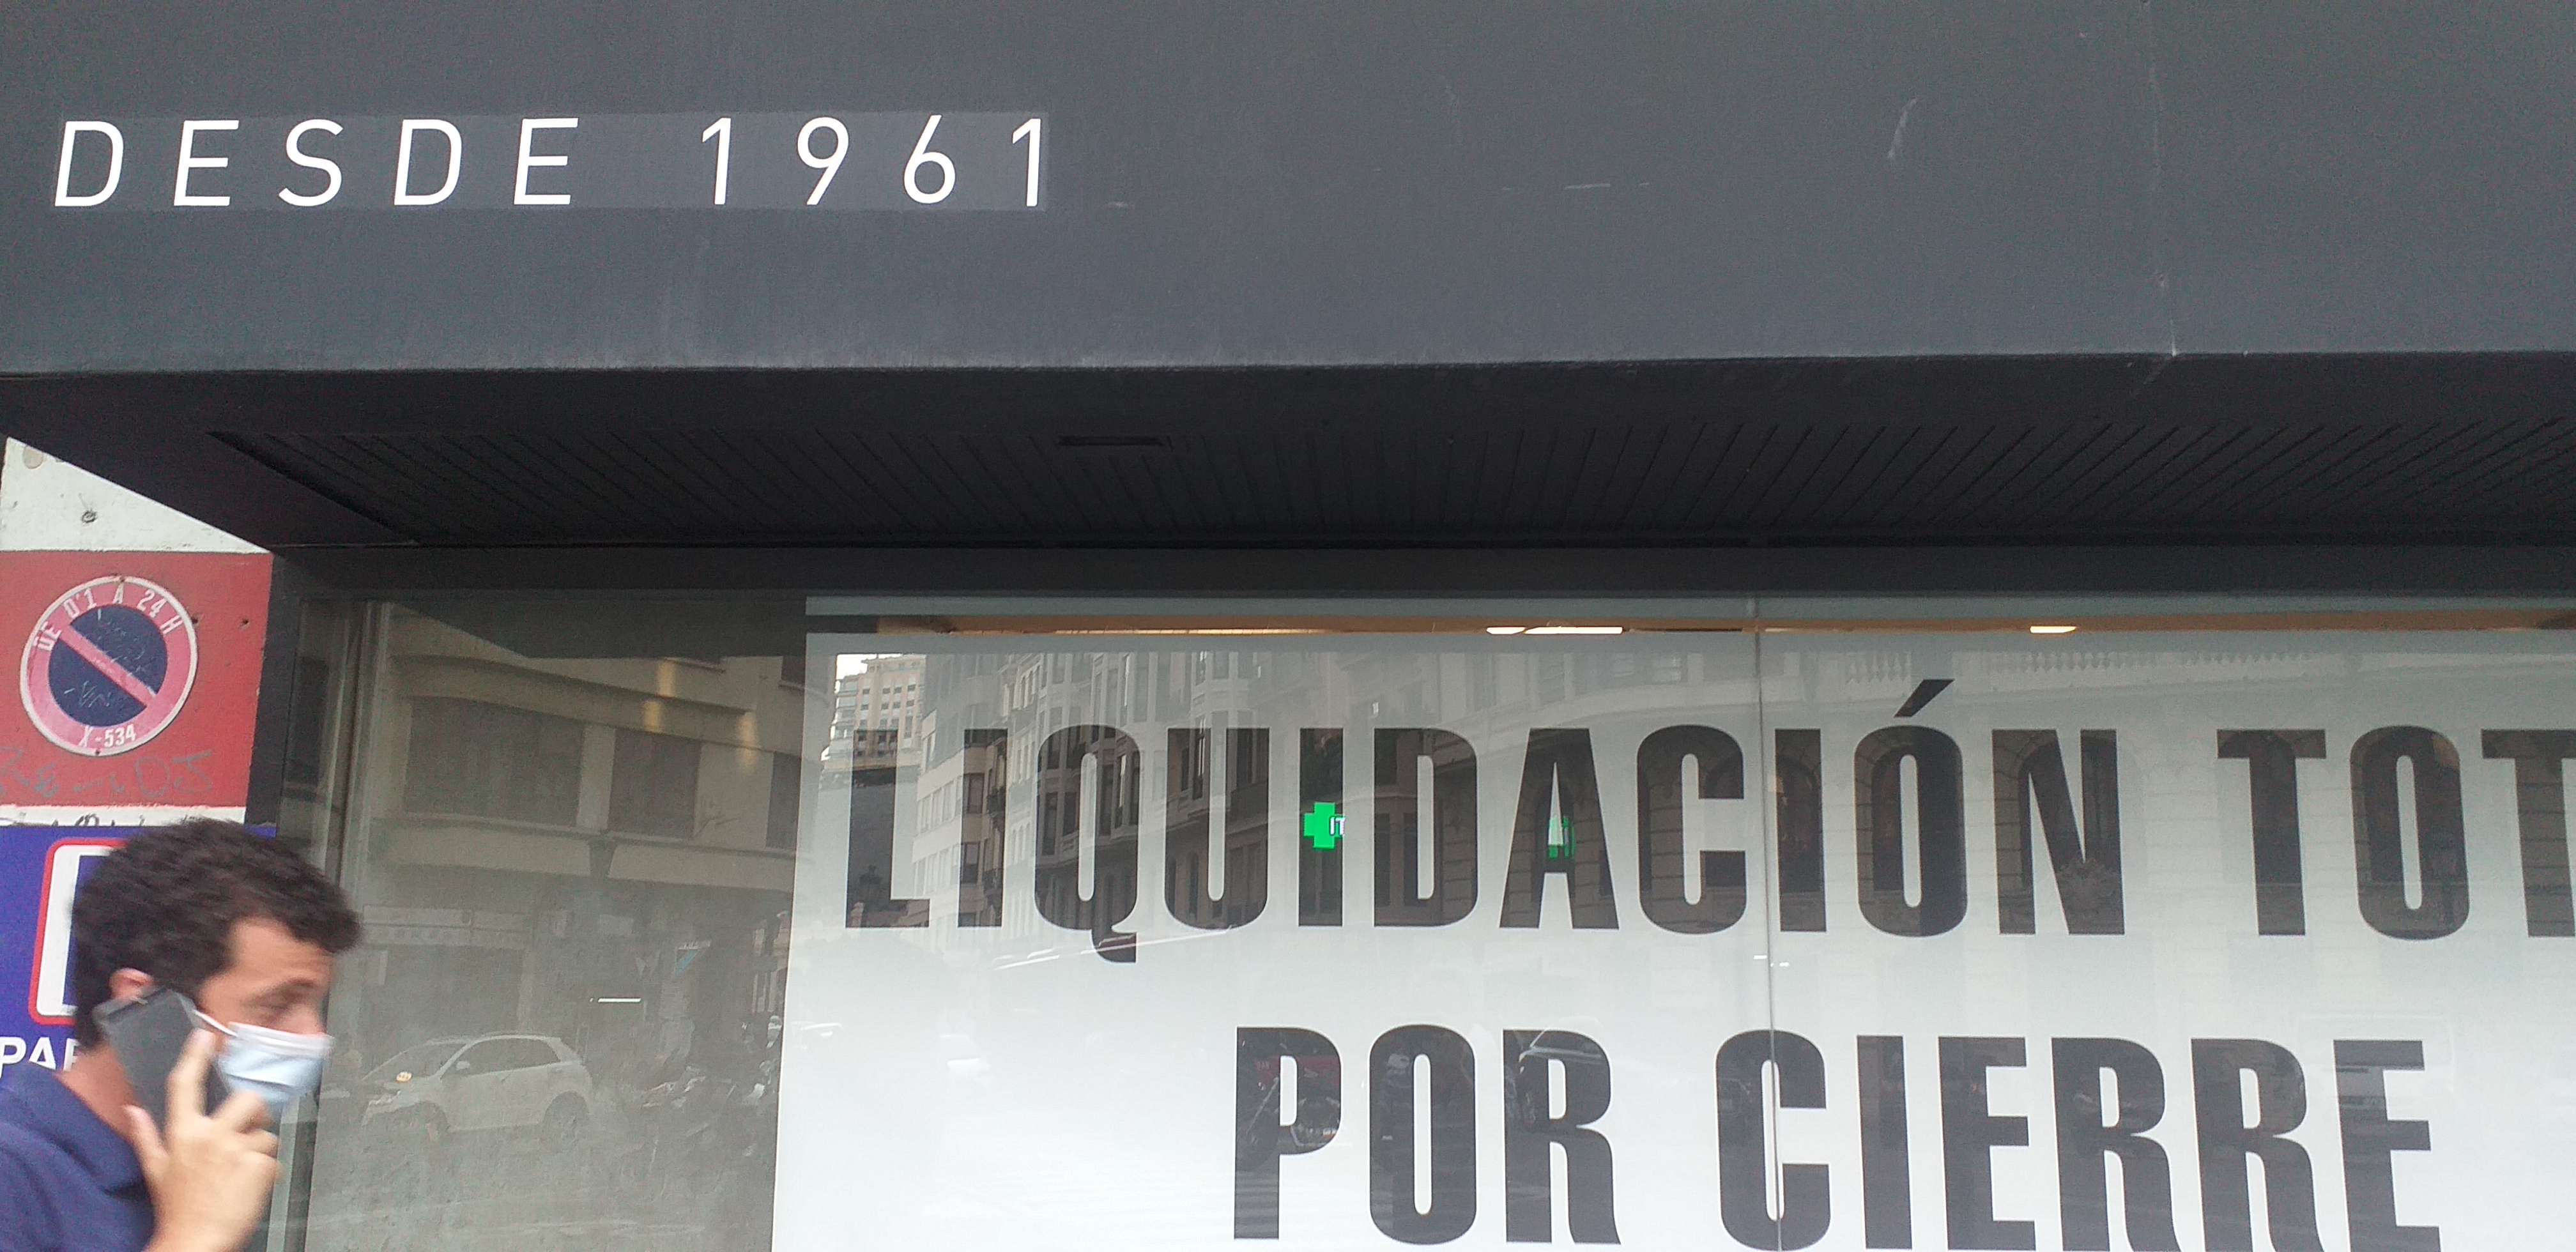 DESDE 1961
DE 0'1 A 24 H
X-534
LIQUIDACIÓN TOT
POR CIERRE